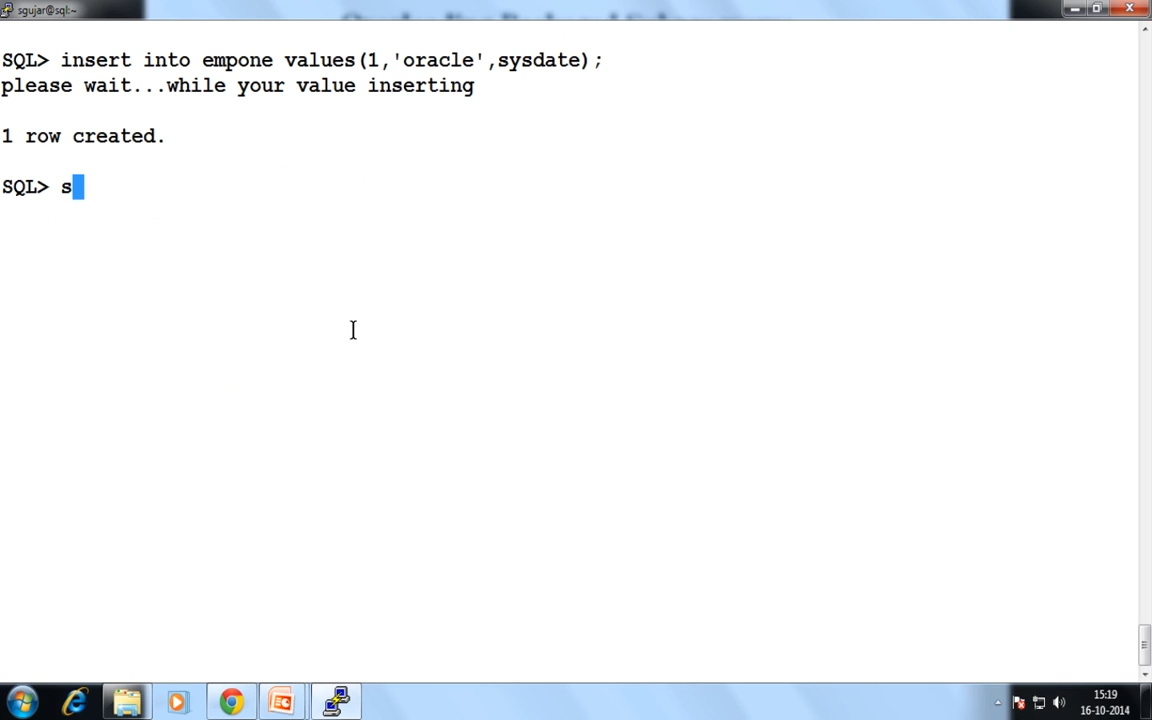 sgujar@sql:~
SQL> insert into empone values(1,'oracle',sysdate);
please wait...while your value inserting
1 row created.
SQL> s
15:19
16-10-2014